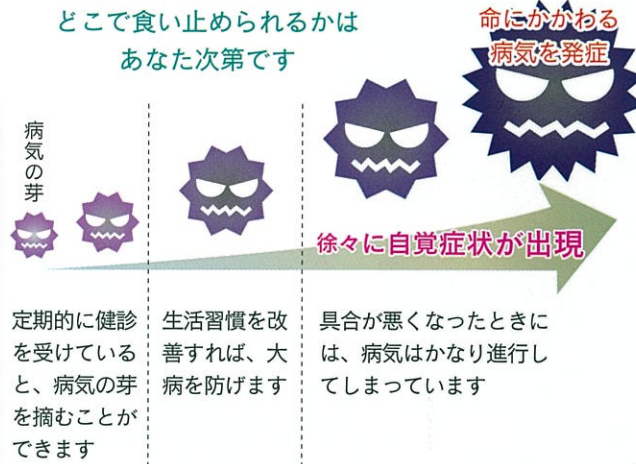 どこで食い止められるかは
あなた次第です
命にかかわる
病気を発症
病気の芽
徐々に自覚症状が出現
定期的に健診
を受けている
と、病気の芽
を摘むことが
できます
生活習慣を改
善すれば、大
病を防げます
具合が悪くなったときに
は、病気はかなり進行し
てしまっています